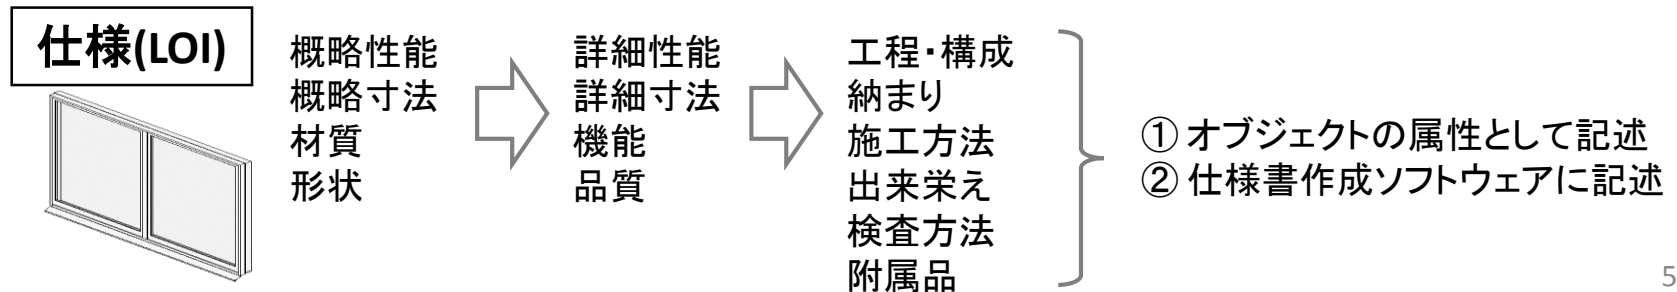 仕様(LOI)
概略性能
概略寸法
材質
形状
詳細性能
詳細寸法
機能
品質
工程・構成
納まり
施工方法
出来栄え
検査方法
附属品
① オブジェクトの属性として記述
② 仕様書作成ソフトウェアに記述
5